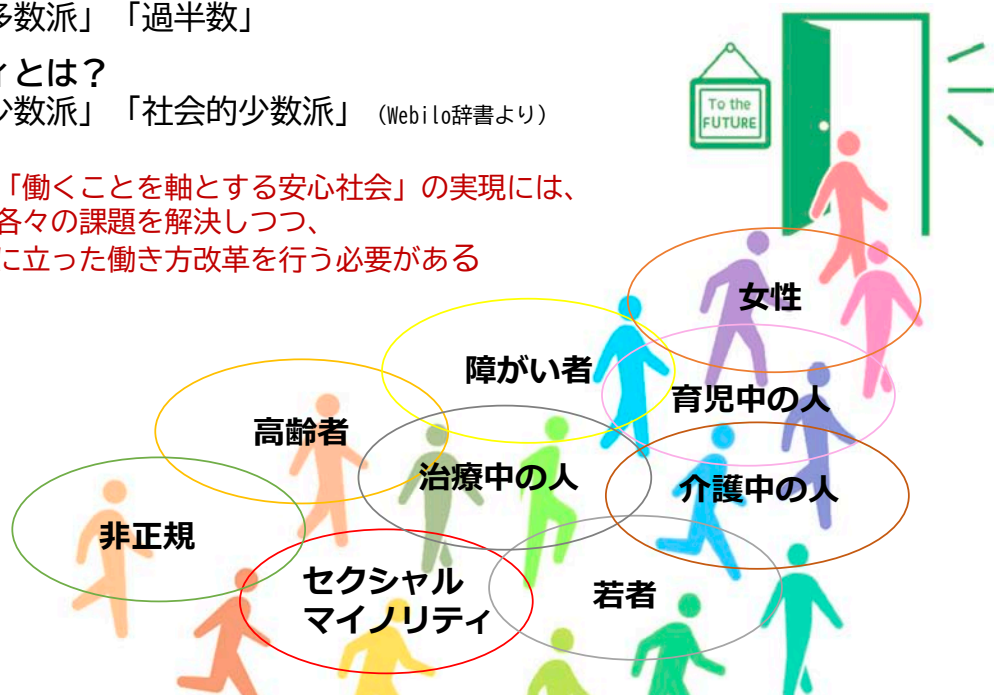 多数派」「過半数」
ィとは？
少数派」「社会的少数派」（Webilo辞書より）
「働くことを軸とする安心社会」の実現には、
各々の課題を解決しつつ、
に立った働き方改革を行う必要がある
To the
FUTURE
女性
障がい者
育児中の人
高齢者
治療中の人
介護中の人
非正規
セクシャル
マイノリティ
若者